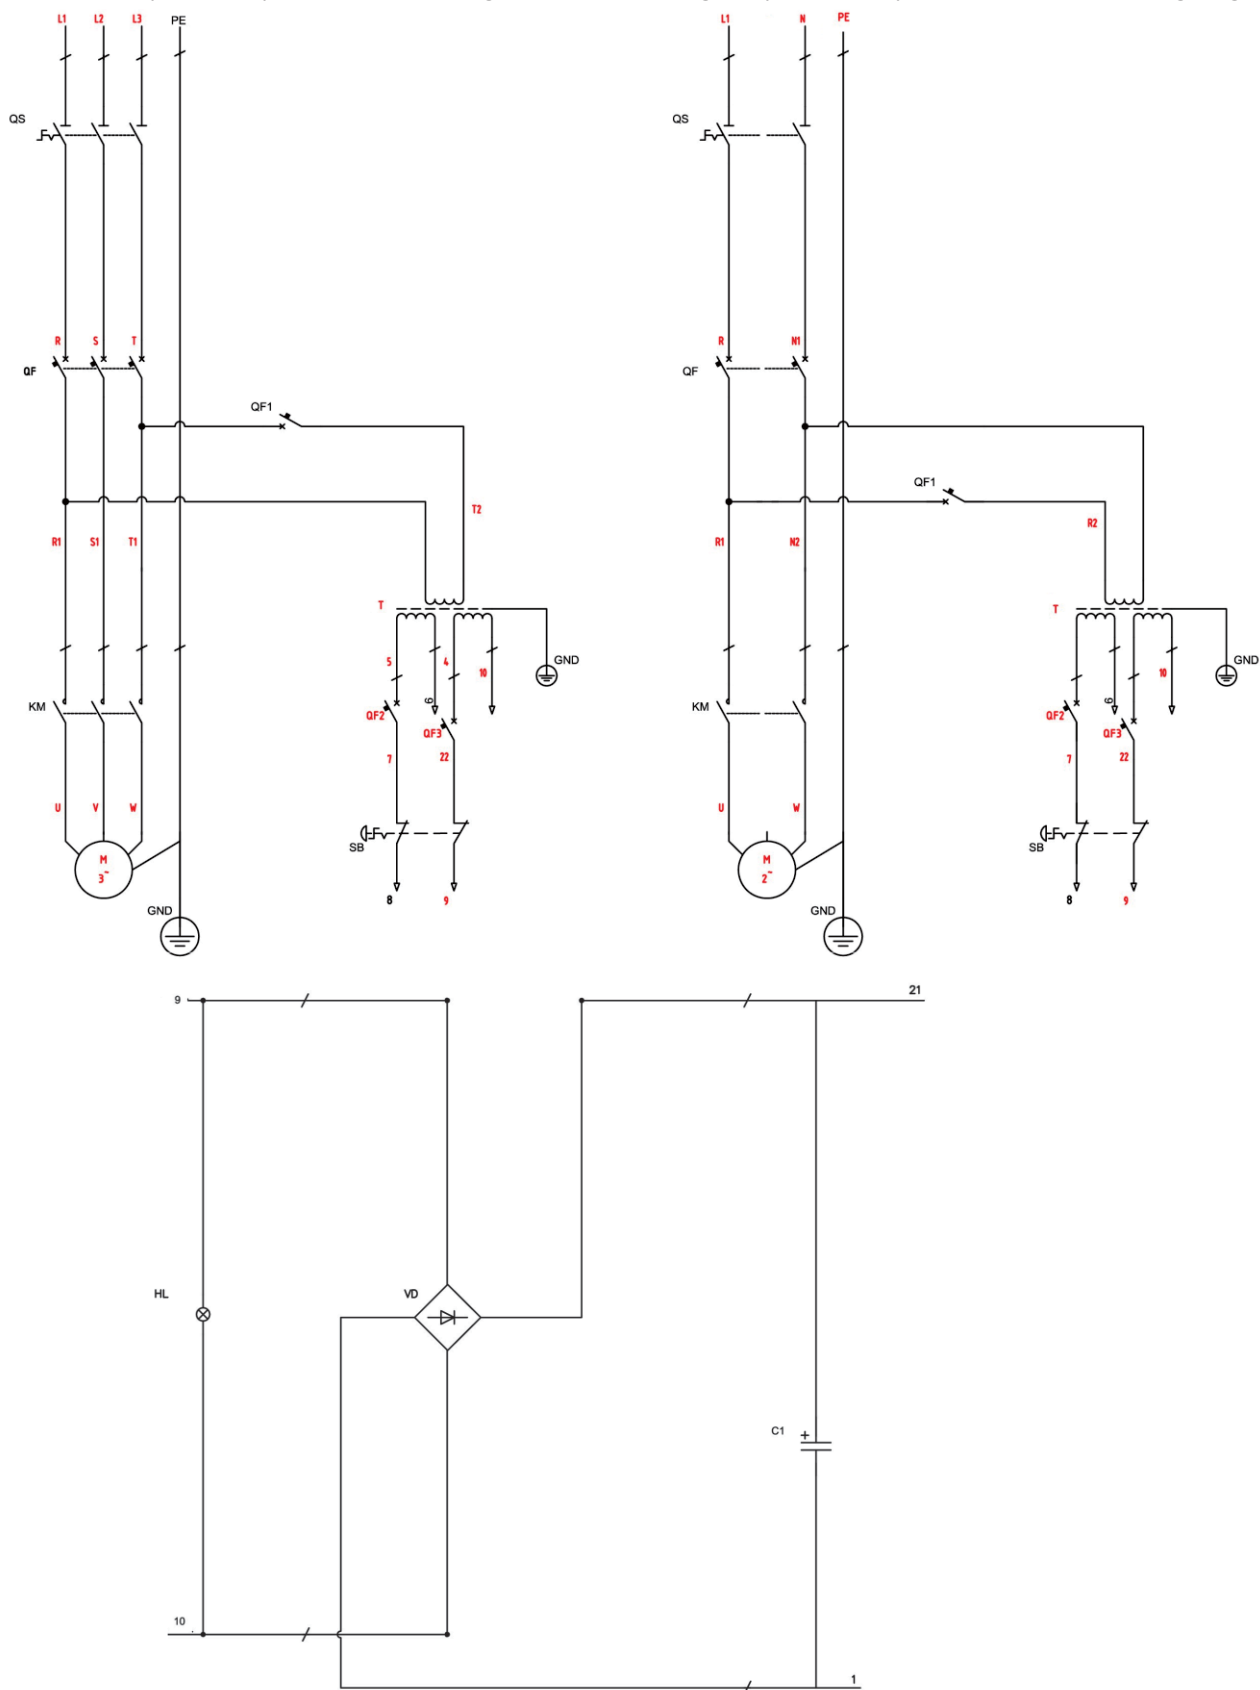 L1 L2 L3 PE
QS
R S T
QF
QF1
T2
R1 S1 T1
T
GND
5 6 4 10
KM
QF2
QF3
7 22
U V W
SB
M
3~
8 9
GND
L1 N PE
QS
R N1
QF
QF1
R2
R1 N2
T
GND
6 10
KM
QF2
QF3
7 22
U W
SB
M
2~
8 9
GND
9 21
HL VD
C1 +
10
1